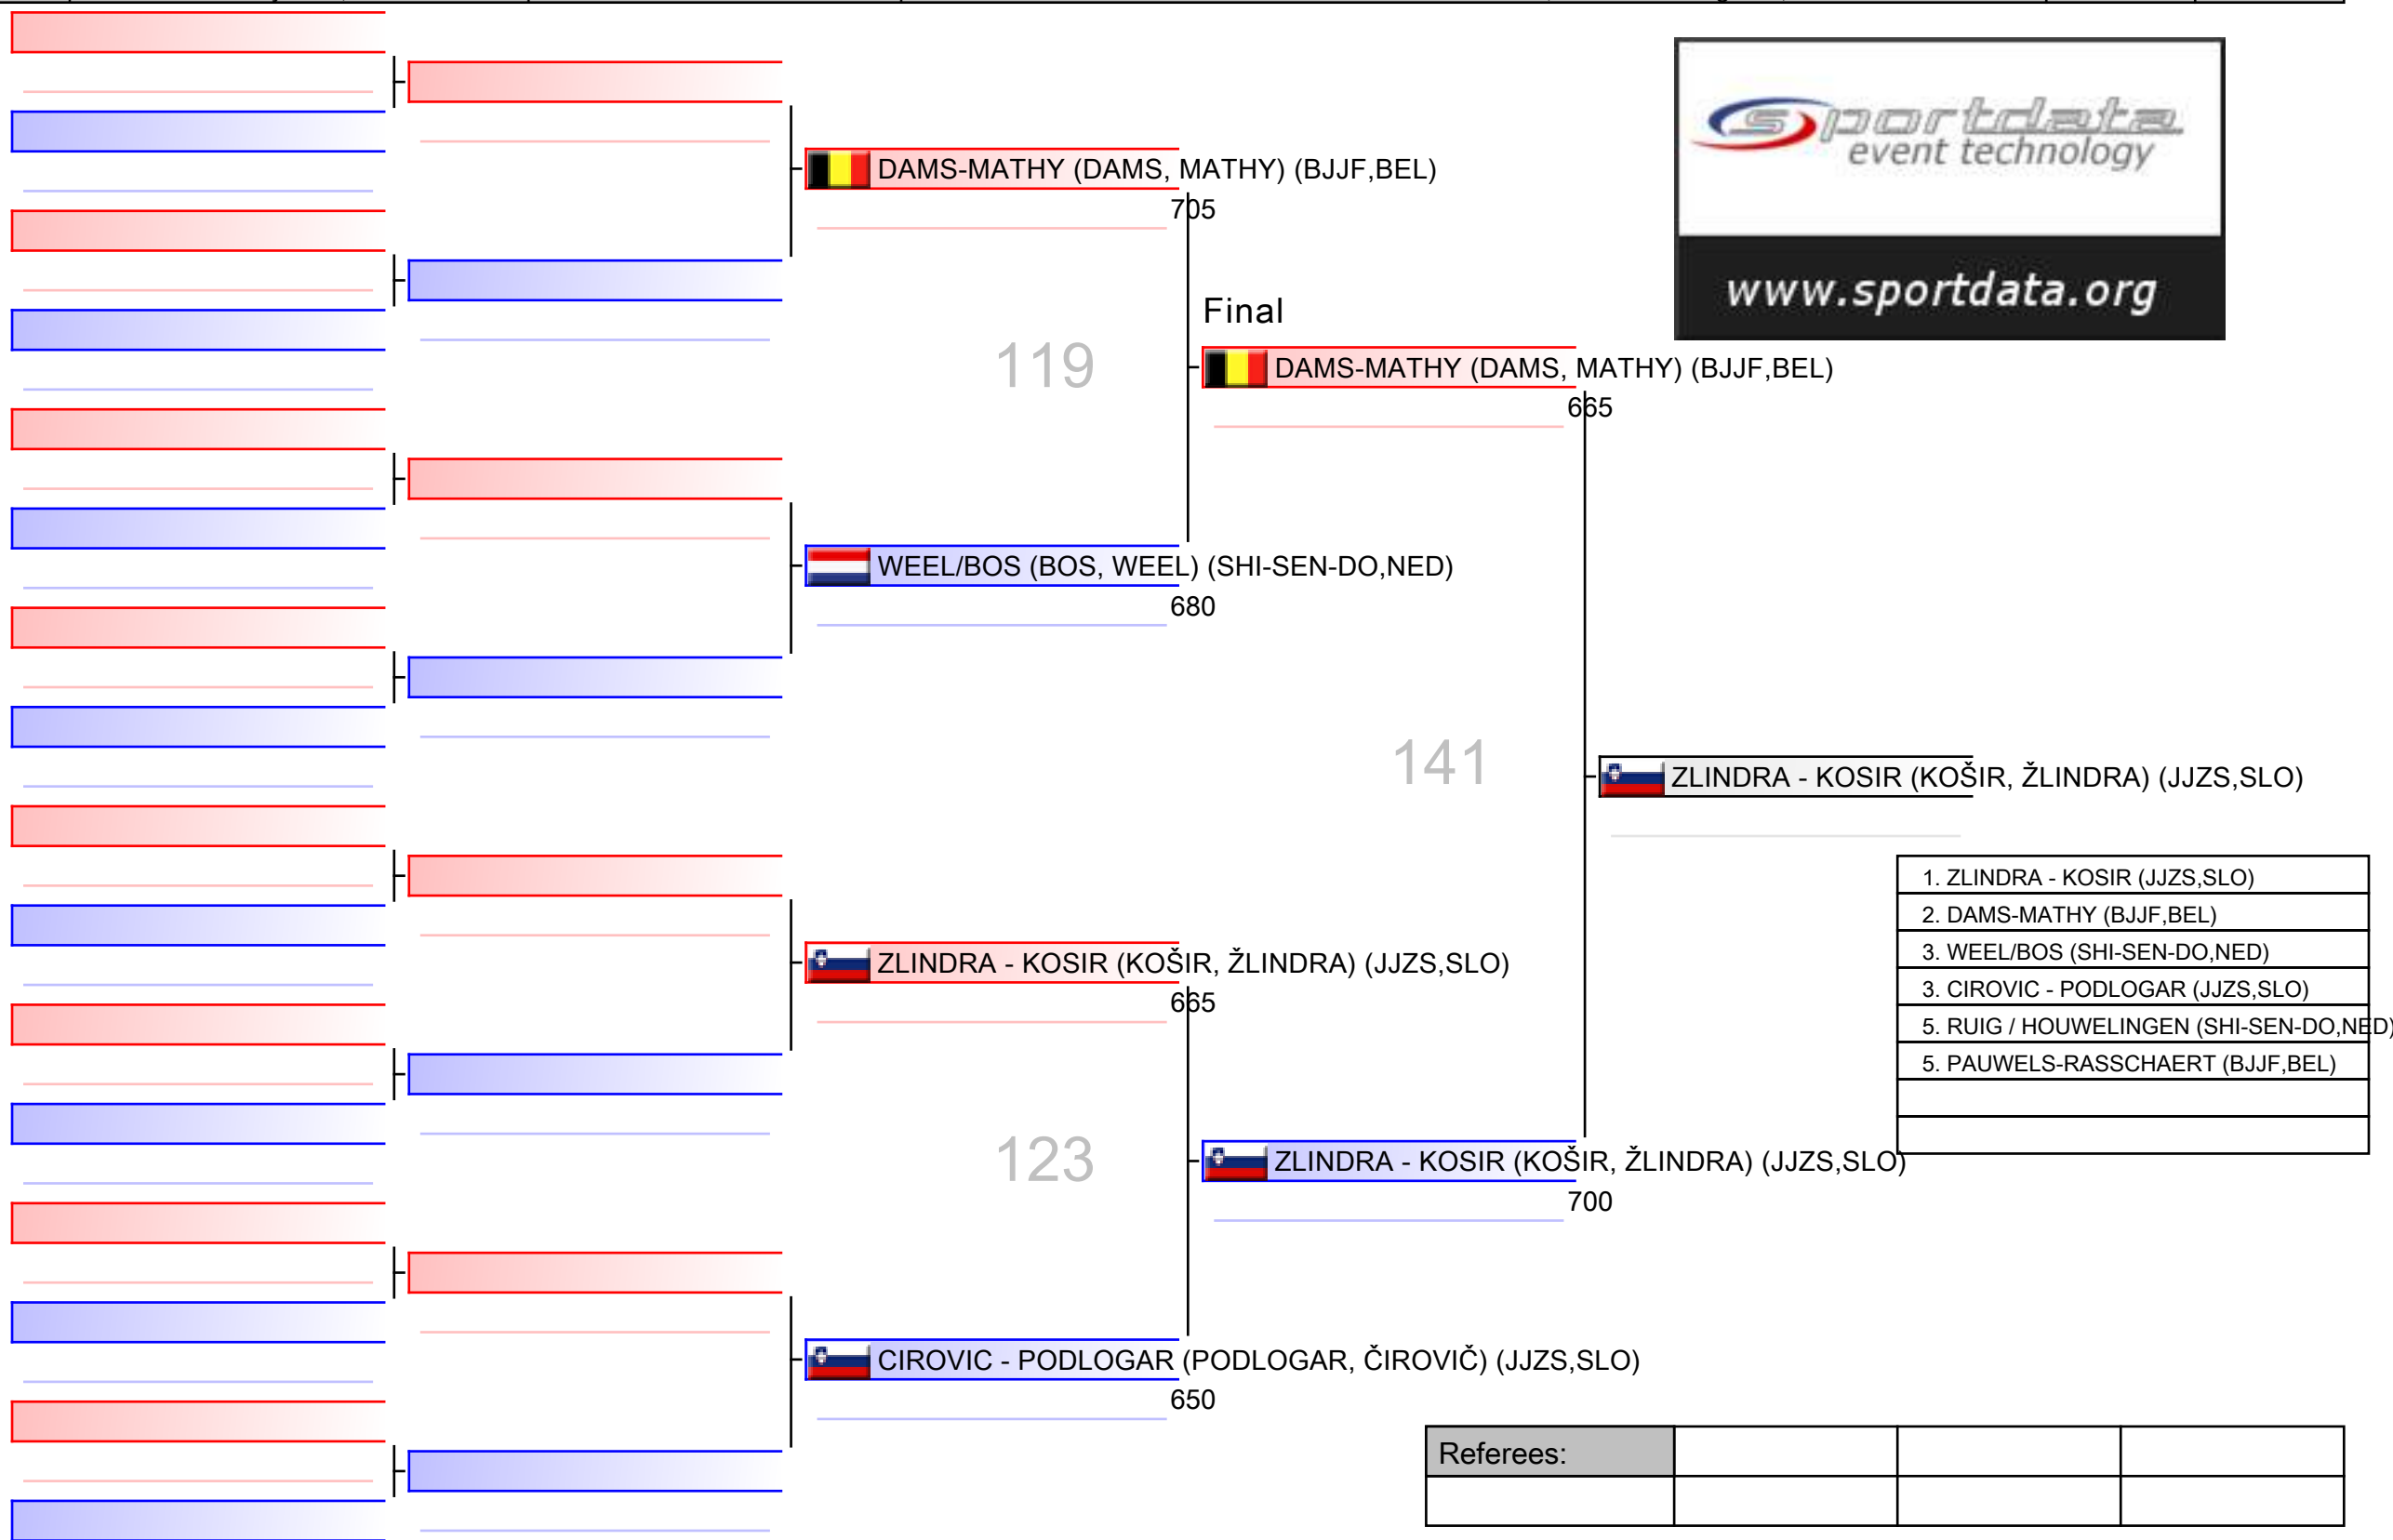 sportdata
event technology
www.sportdata.org
DAMS-MATHY (DAMS, MATHY) (BJJF,BEL)
705
Final
119
DAMS-MATHY (DAMS, MATHY) (BJJF,BEL)
665
WEEL/BOS (BOS, WEEL) (SHI-SEN-DO,NED)
680
141
ZLINDRA - KOSIR (KOŠIR, ŽLINDRA) (JJZS,SLO)
1. ZLINDRA - KOSIR (JJZS,SLO)
2. DAMS-MATHY (BJJF,BEL)
3. WEEL/BOS (SHI-SEN-DO,NED)
3. CIROVIC - PODLOGAR (JJZS,SLO)
5. RUIG / HOUWELINGEN (SHI-SEN-DO,NED)
5. PAUWELS-RASSCHAERT (BJJF,BEL)
ZLINDRA - KOSIR (KOŠIR, ŽLINDRA) (JJZS,SLO)
665
123
ZLINDRA - KOSIR (KOŠIR, ŽLINDRA) (JJZS,SLO)
700
CIROVIC - PODLOGAR (PODLOGAR, ČIROVIČ) (JJZS,SLO)
650
Referees: